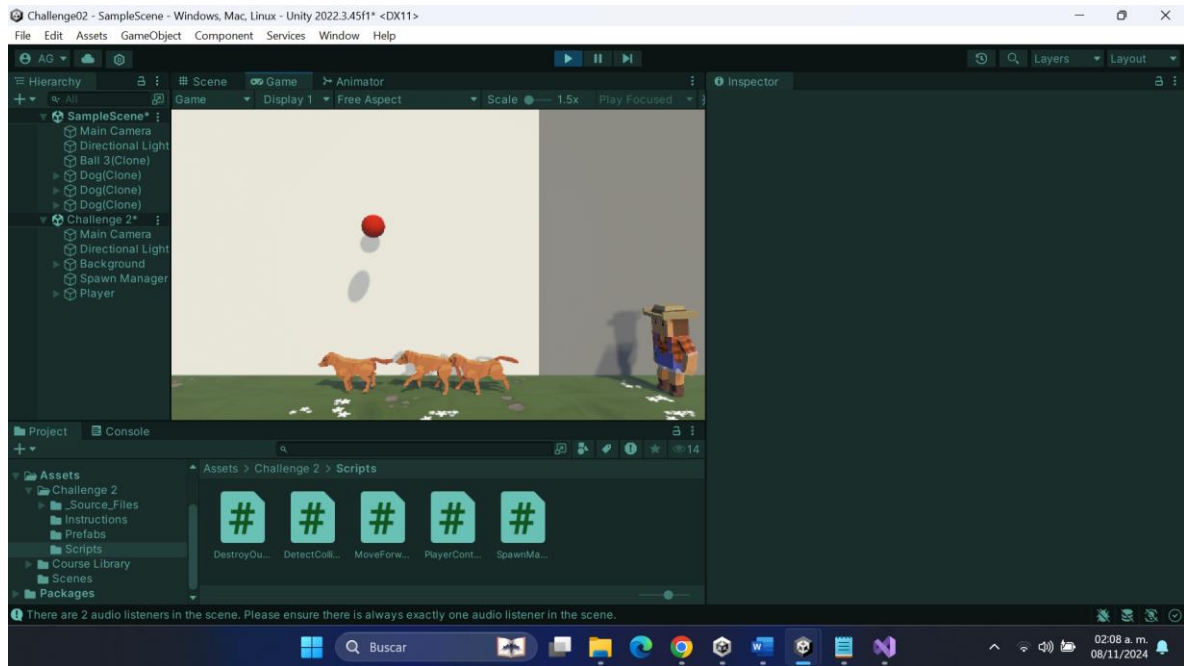 Challenge02 - SampleScene - Windows, Mac, Linux - Unity 2022.3.45f1* <DX11>
File Edit Assets GameObject Component Services Window Help
AG Layers Layout
Hierarchy Scene Game Animator Inspector
All Game Display 1 Free Aspect Scale 1.5x Play Focused
SampleScene*
Main Camera
Directional Light
Ball 3(Clone)
Dog(Clone)
Dog(Clone)
Dog(Clone)
Challenge 2*
Main Camera
Directional Light
Background
Spawn Manager
Player
Project Console
14
Assets Assets > Challenge 2 > Scripts
Challenge 2
_Source_Files
Instructions
Prefabs
Scripts
Course Library
Scenes
Packages
DestroyOu... DetectColli... MoveForw... PlayerCont... SpawnMa...
There are 2 audio listeners in the scene. Please ensure there is always exactly one audio listener in the scene.
Buscar
02:08 a. m.
08/11/2024